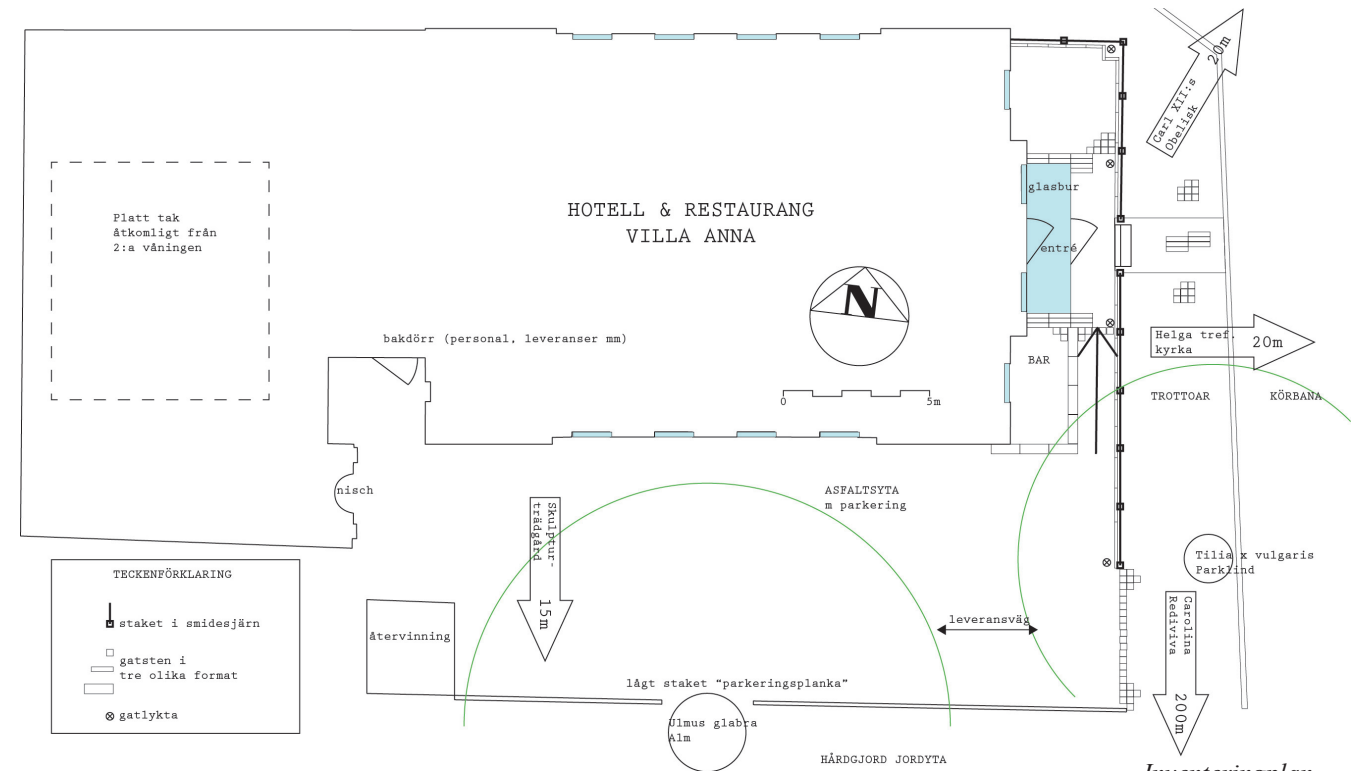 20m
Carl XII:s
Obelisk
glasbur
Platt tak
åtkomligt från
2:a våningen
HOTELL & RESTAURANG
VILLA ANNA
entré
N
bakdörr (personal, leveranser mm)
BAR
Helga tref.
kyrka
20m
0
5m
TROTTOAR
KÖRBANA
nisch
ASFALTSYTA
m parkering
Skulptur-
trädgård
15m
Tilia x vulgaris
Parklind
TECKENFÖRKLARING
staket i smidesjärn
gatsten i
tre olika format
gatlykta
återvinning
leveransväg
Carolina
Rediviva
200m
lågt staket “parkeringsplanka”
Ulmus glabra
Alm
HÅRDGJORD JORDYTA